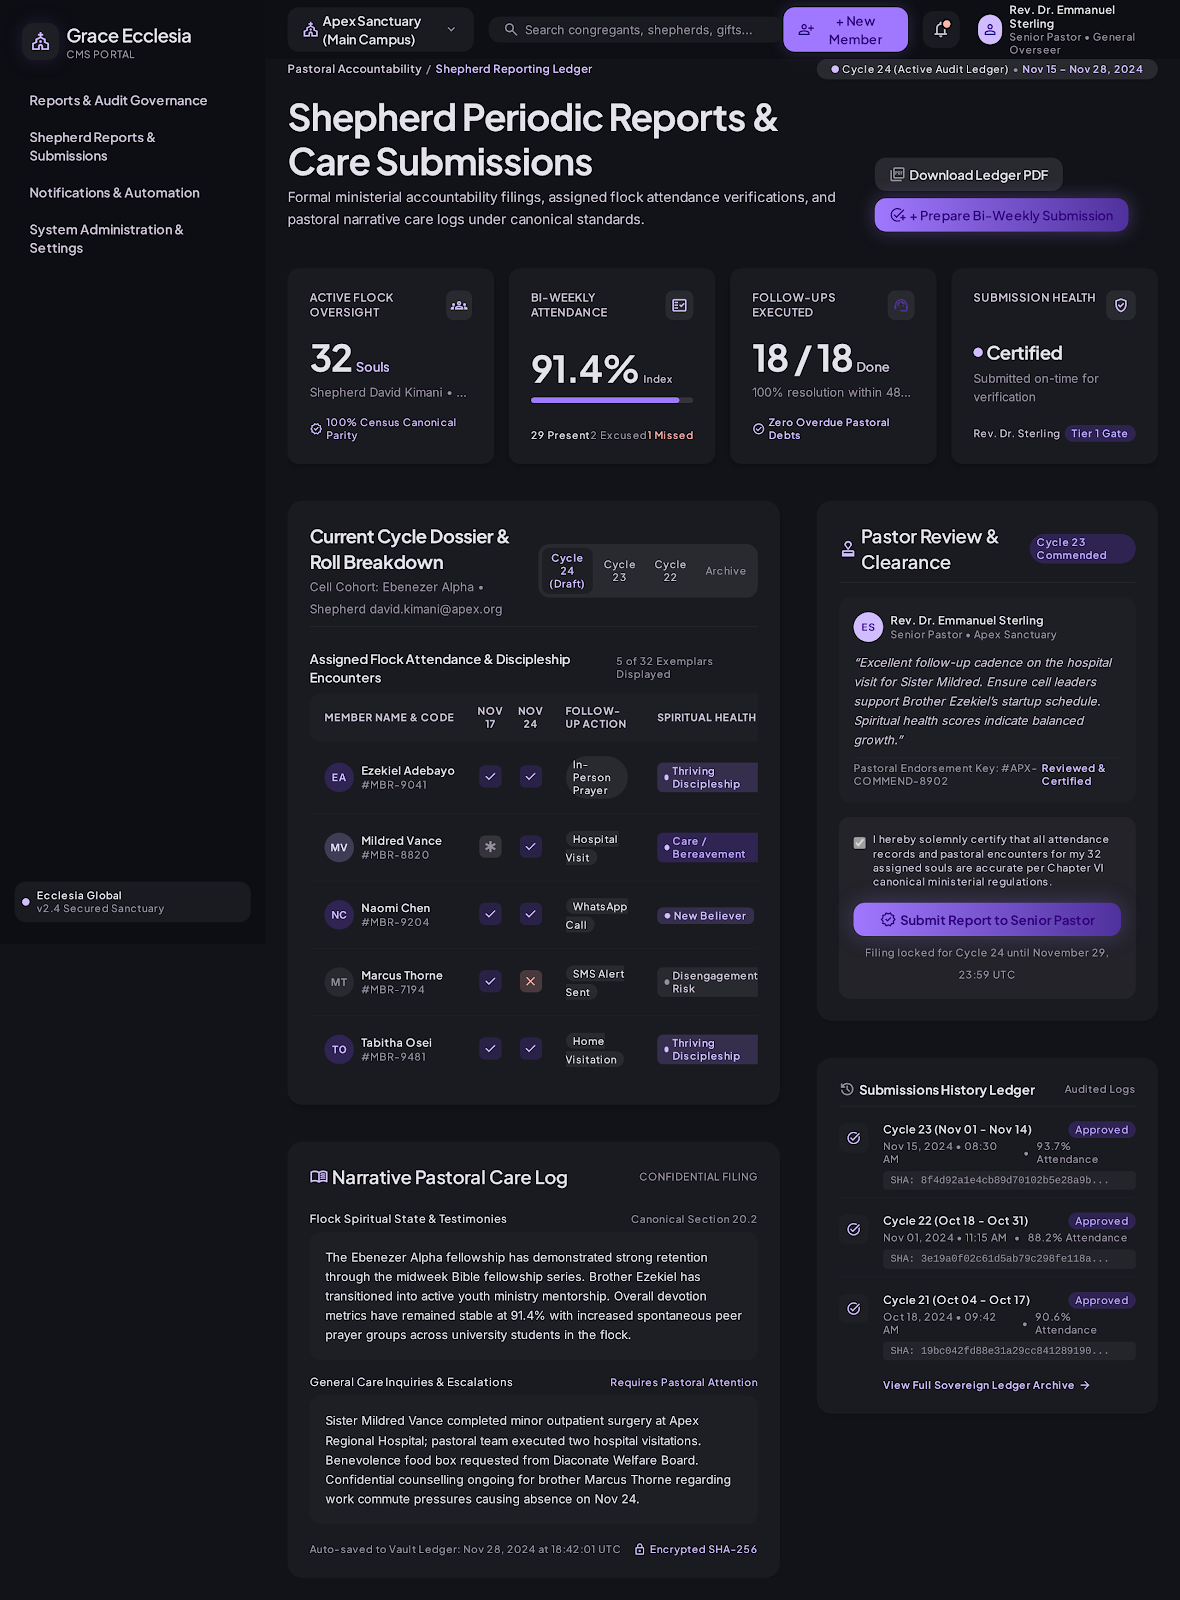 Grace Ecclesia
CMS PORTAL
Reports & Audit Governance
Shepherd Reports &
Submissions
Notifications & Automation
System Administration &
Settings
Ecclesia Global
v2.4 Secured Sanctuary
Apex Sanctuary
(Main Campus)
Search congregants, shepherds, gifts...
+ New
Member
Rev. Dr. Emmanuel
Sterling
Senior Pastor • General
Overseer
Pastoral Accountability / Shepherd Reporting Ledger
Cycle 24 (Active Audit Ledger) • Nov 15 – Nov 28, 2024
Shepherd Periodic Reports &
Care Submissions
Formal ministerial accountability filings, assigned flock attendance verifications, and
pastoral narrative care logs under canonical standards.
Download Ledger PDF
+ Prepare Bi-Weekly Submission
ACTIVE FLOCK
OVERSIGHT
32 Souls
Shepherd David Kimani • ...
100% Census Canonical
Parity
BI-WEEKLY
ATTENDANCE
91.4% Index
29 Present 2 Excused 1 Missed
FOLLOW-UPS
EXECUTED
18 / 18 Done
100% resolution within 48...
Zero Overdue Pastoral
Debts
SUBMISSION HEALTH
Certified
Submitted on-time for
verification
Rev. Dr. Sterling Tier 1 Gate
Current Cycle Dossier &
Roll Breakdown
Cell Cohort: Ebenezer Alpha •
Shepherd david.kimani@apex.org
Cycle
24
(Draft)
Cycle
23
Cycle
22
Archive
Assigned Flock Attendance & Discipleship
Encounters
5 of 32 Exemplars
Displayed
MEMBER NAME & CODE
NOV
17
NOV
24
FOLLOW-
UP ACTION
SPIRITUAL HEALTH
EA
Ezekiel Adebayo
#MBR-9041
In-
Person
Prayer
Thriving
Discipleship
MV
Mildred Vance
#MBR-8820
Hospital
Visit
Care /
Bereavement
NC
Naomi Chen
#MBR-9204
WhatsApp
Call
New Believer
MT
Marcus Thorne
#MBR-7194
SMS Alert
Sent
Disengagement
Risk
TO
Tabitha Osei
#MBR-9481
Home
Visitation
Thriving
Discipleship
Narrative Pastoral Care Log
CONFIDENTIAL FILING
Flock Spiritual State & Testimonies
Canonical Section 20.2
The Ebenezer Alpha fellowship has demonstrated strong retention
through the midweek Bible fellowship series. Brother Ezekiel has
transitioned into active youth ministry mentorship. Overall devotion
metrics have remained stable at 91.4% with increased spontaneous peer
prayer groups across university students in the flock.
General Care Inquiries & Escalations
Requires Pastoral Attention
Sister Mildred Vance completed minor outpatient surgery at Apex
Regional Hospital; pastoral team executed two hospital visitations.
Benevolence food box requested from Diaconate Welfare Board.
Confidential counselling ongoing for brother Marcus Thorne regarding
work commute pressures causing absence on Nov 24.
Auto-saved to Vault Ledger: Nov 28, 2024 at 18:42:01 UTC
Encrypted SHA-256
Pastor Review &
Clearance
Cycle 23
Commended
ES
Rev. Dr. Emmanuel Sterling
Senior Pastor • Apex Sanctuary
“Excellent follow-up cadence on the hospital
visit for Sister Mildred. Ensure cell leaders
support Brother Ezekiel’s startup schedule.
Spiritual health scores indicate balanced
growth.”
Pastoral Endorsement Key: #APX-
COMMEND-8902
Reviewed &
Certified
I hereby solemnly certify that all attendance
records and pastoral encounters for my 32
assigned souls are accurate per Chapter VI
canonical ministerial regulations.
Submit Report to Senior Pastor
Filing locked for Cycle 24 until November 29,
23:59 UTC
Submissions History Ledger
Audited Logs
Cycle 23 (Nov 01 - Nov 14)
Approved
Nov 15, 2024 • 08:30
AM
•
93.7%
Attendance
SHA: 8f4d92a1e4cb89d70102b5e28a9b...
Cycle 22 (Oct 18 - Oct 31)
Approved
Nov 01, 2024 • 11:15 AM • 88.2% Attendance
SHA: 3e19a0f02c61d5ab79c298fe118a...
Cycle 21 (Oct 04 - Oct 17)
Approved
Oct 18, 2024 • 09:42
AM
•
90.6%
Attendance
SHA: 19bc042fd88e31a29cc841289190...
View Full Sovereign Ledger Archive →